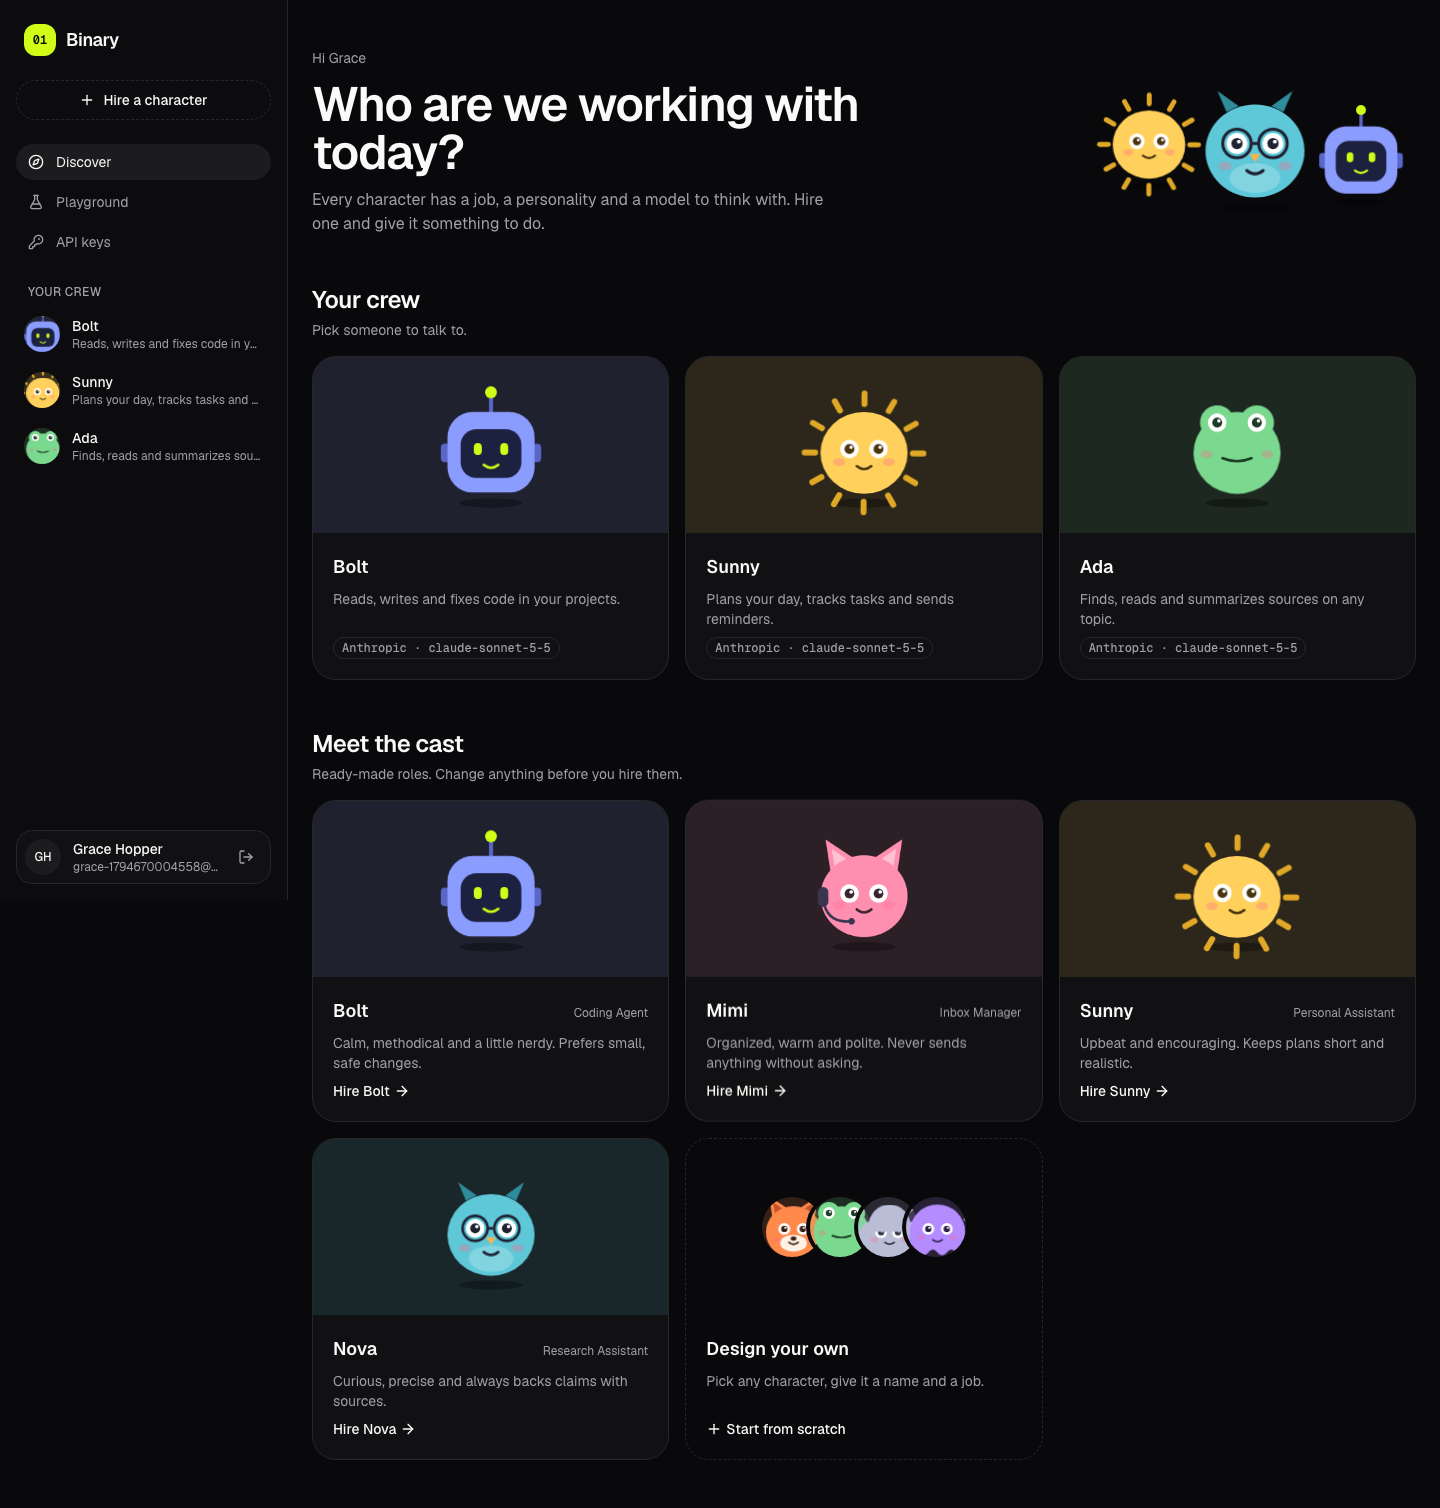 01 Binary
Hire a character
Discover
Playground
API keys
YOUR CREW
Bolt
Reads, writes and fixes code in y...
Sunny
Plans your day, tracks tasks and ...
Ada
Finds, reads and summarizes sou...
GH
Grace Hopper
grace-1794670004558@...
Hi Grace
Who are we working with
today?
Every character has a job, a personality and a model to think with. Hire
one and give it something to do.
Your crew
Pick someone to talk to.
Bolt
Reads, writes and fixes code in your projects.
Anthropic · claude-sonnet-5-5
Sunny
Plans your day, tracks tasks and sends
reminders.
Anthropic · claude-sonnet-5-5
Ada
Finds, reads and summarizes sources on any
topic.
Anthropic · claude-sonnet-5-5
Meet the cast
Ready-made roles. Change anything before you hire them.
Bolt
Coding Agent
Calm, methodical and a little nerdy. Prefers small,
safe changes.
Hire Bolt →
Mimi
Inbox Manager
Organized, warm and polite. Never sends
anything without asking.
Hire Mimi →
Sunny
Personal Assistant
Upbeat and encouraging. Keeps plans short and
realistic.
Hire Sunny →
Nova
Research Assistant
Curious, precise and always backs claims with
sources.
Hire Nova →
Design your own
Pick any character, give it a name and a job.
+ Start from scratch